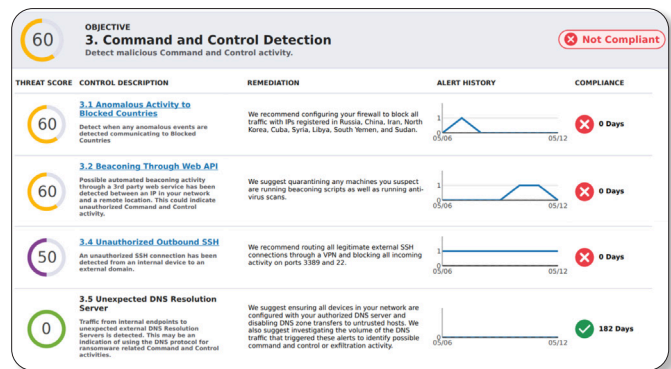 60
OBJECTIVE
3. Command and Control Detection
Detect malicious Command and Control activity.
Not Compliant
THREAT SCORE CONTROL DESCRIPTION REMEDIATION ALERT HISTORY COMPLIANCE
60
3.1 Anomalous Activity to
Blocked Countries
Detect when any anomalous events are
detected communicating to Blocked
Countries
We recommend configuring your firewall to block all
traffic with IPs registered in Russia, China, Iran, North
Korea, Cuba, Syria, Libya, South Yemen, and Sudan.
1
0
05/06 05/12
0 Days
60
3.2 Beaconing Through Web API
Possible automated beaconing activity
through a 3rd party web service has been
detected between an IP in your network
and a remote location. This could indicate
unauthorized Command and Control
activity.
We suggest quarantining any machines you suspect
are running beaconing scripts as well as running anti-
virus scans.
1
0
05/06 05/12
0 Days
50
3.4 Unauthorized Outbound SSH
An unauthorized SSH connection has been
detected from an internal device to an
external domain.
We recommend routing all legitimate external SSH
connections through a VPN and blocking all incoming
activity on ports 3389 and 22.
1
0
05/06 05/12
0 Days
0
3.5 Unexpected DNS Resolution
Server
Traffic from internal endpoints to
unexpected external DNS Resolution
Servers is detected. This may be an
indication of using the DNS protocol for
ransomware related Command and Control
activities.
We suggest ensuring all devices in your network are
configured with your authorized DNS server and
disabling DNS zone transfers to untrusted hosts. We
also suggest investigating the volume of the DNS
traffic that triggered these alerts to identify possible
command and control or exfiltration activity.
0
05/06 05/12
182 Days